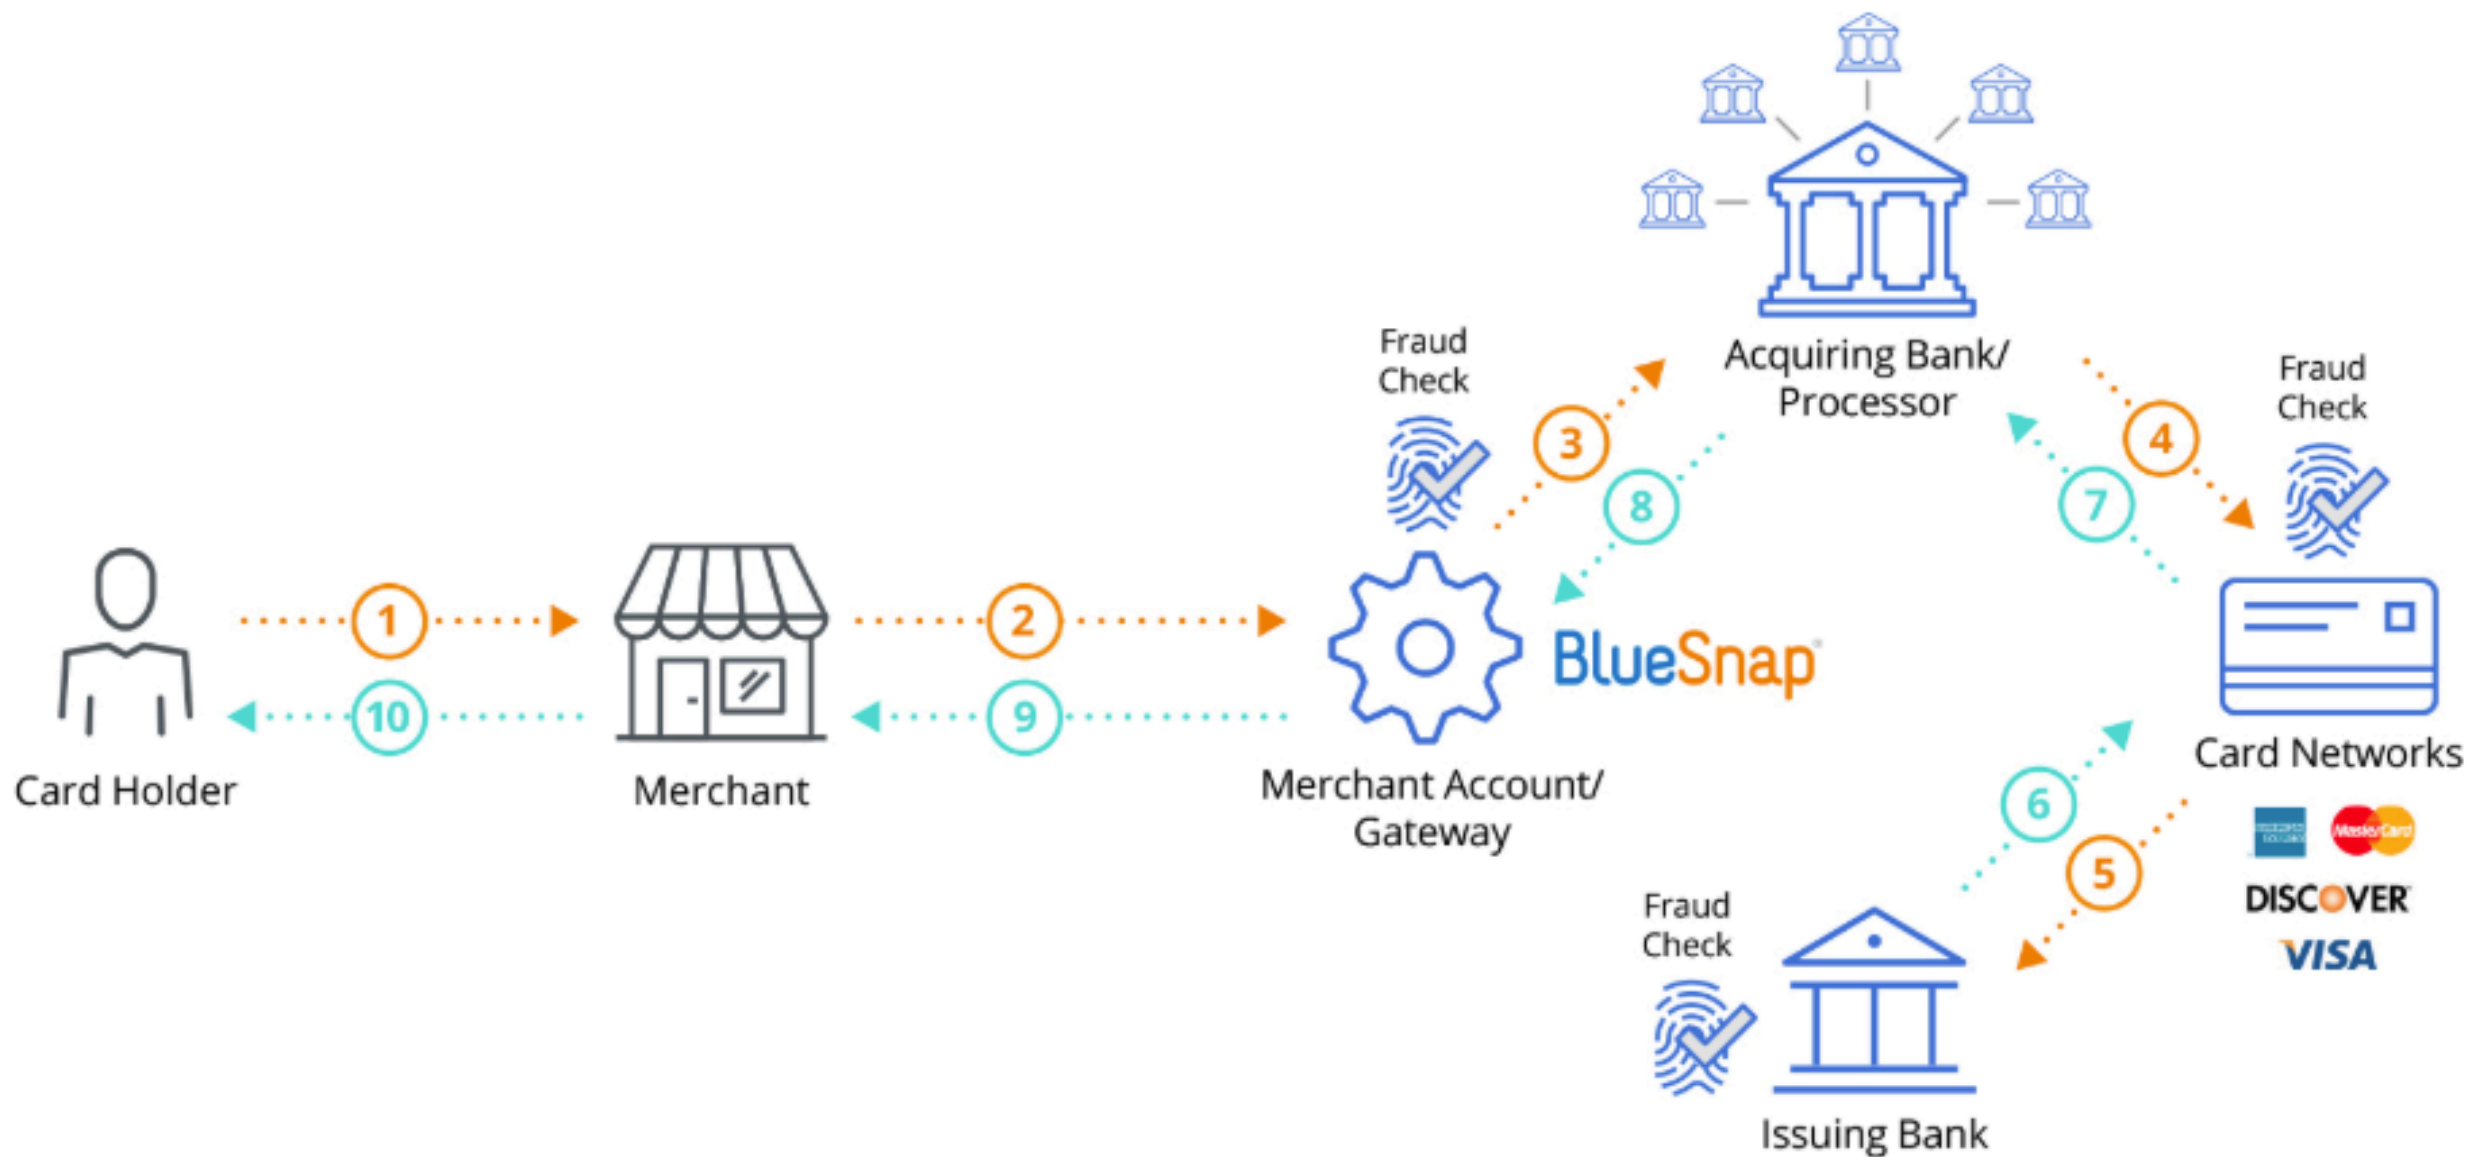 Fraud
Check
Acquiring Bank/
Processor
Fraud
Check
3
4
8
7
1
2
BlueSnap
10
9
Card Holder
Merchant
Merchant Account/
Gateway
Card Networks
6
5
MasterCard
DISCOVER
VISA
Fraud
Check
Issuing Bank